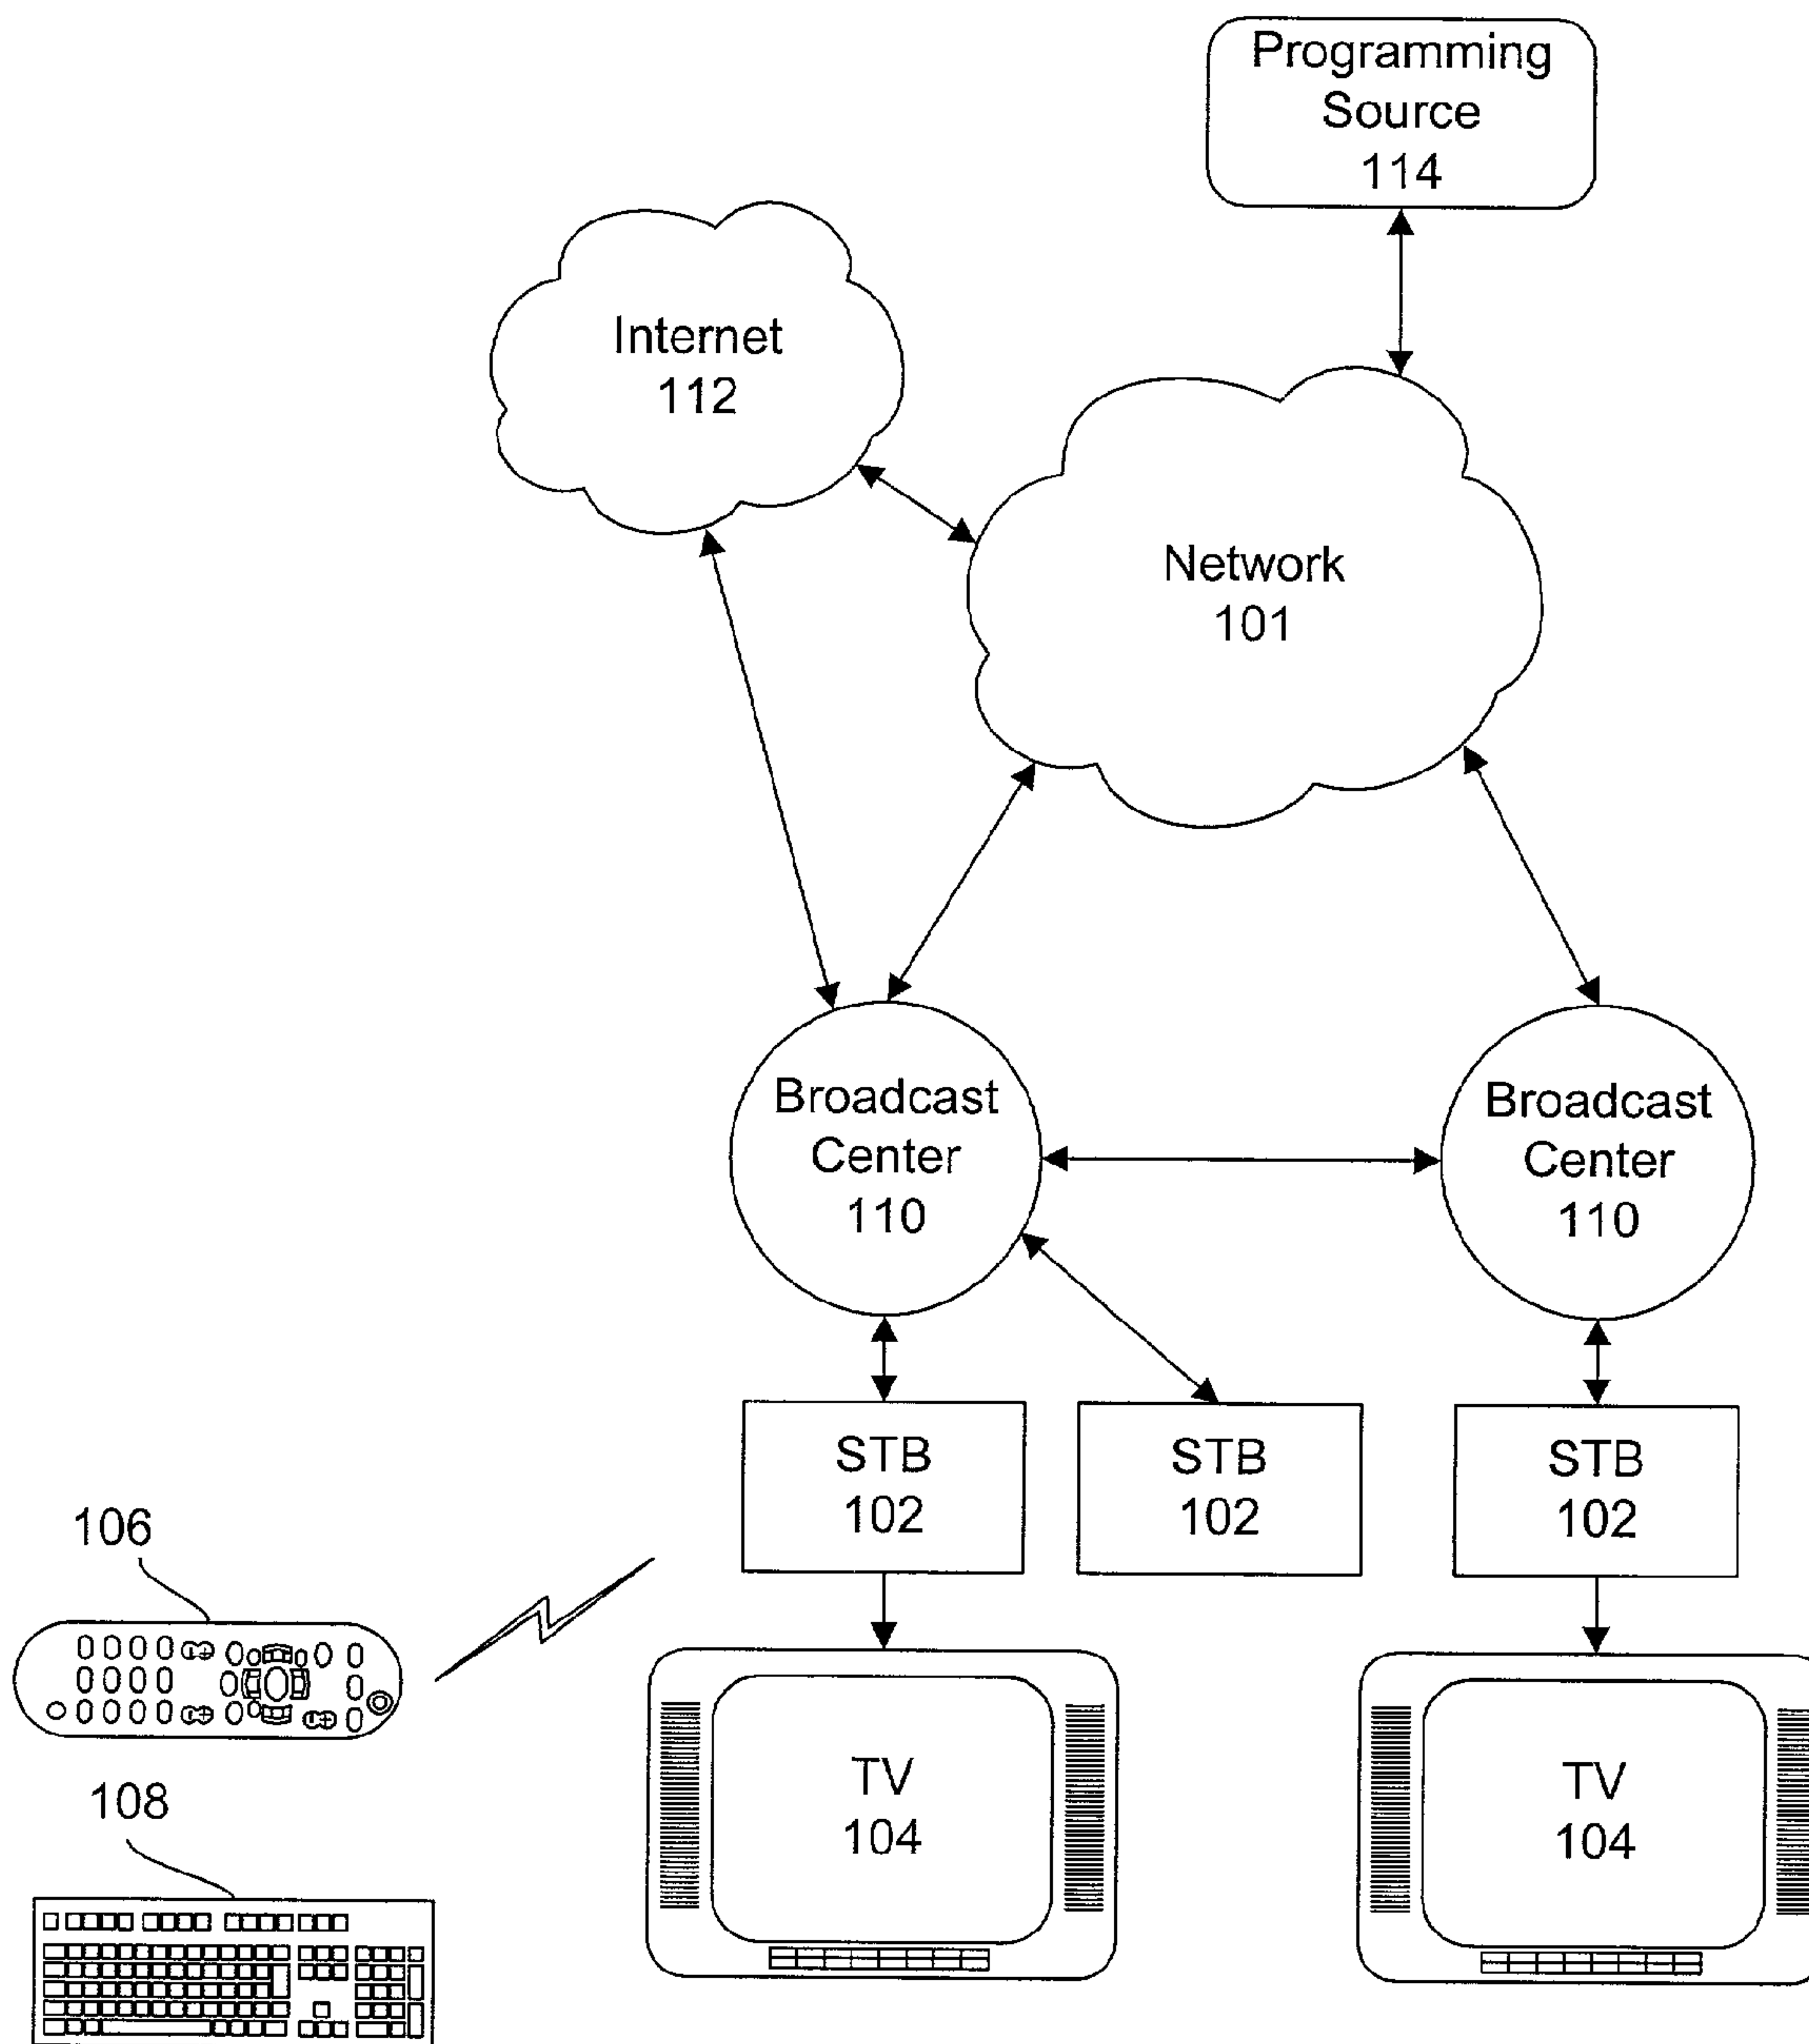 Programming
Source
114
Internet
112
Network
101
Broadcast
Center
110
Broadcast
Center
110
STB
102
STB
102
STB
102
106
TV
104
TV
104
108